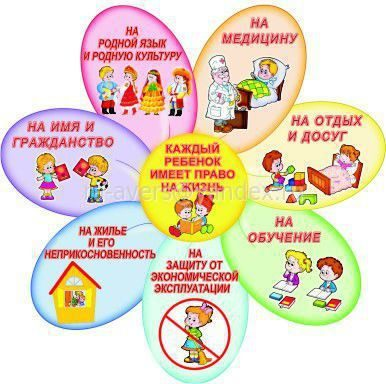 КАЖДЫЙ
РЕБЕНОК
ИМЕЕТ ПРАВО
НА ЖИЗНЬ
НА
РОДНОЙ ЯЗЫК
И РОДНУЮ КУЛЬТУРУ
НА
МЕДИЦИНУ
НА ОТДЫХ
И ДОСУГ
НА
ОБУЧЕНИЕ
НА
ЗАЩИТУ ОТ
ЭКОНОМИЧЕСКОЙ
ЭКСПЛУАТАЦИИ
НА ЖИЛЬЕ
И ЕГО
НЕПРИКОСНОВЕННОСТЬ
НА ИМЯ И
ГРАЖДАНСТВО